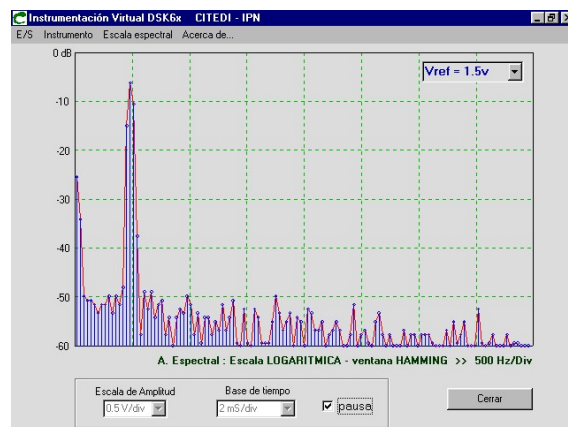 Instrumentación Virtual DSK6x CITEDI - IPN
E/S Instrumento Escala espectral Acerca de...
0 dB
Vref = 1.5v
-10
-20
-30
-40
-50
-60
A. Espectral : Escala LOGARITMICA - ventana HAMMING >> 500 Hz/Div
Escala de Amplitud
Base de tiempo
0.5 V/div
2 mS/div
pausa
Cerrar